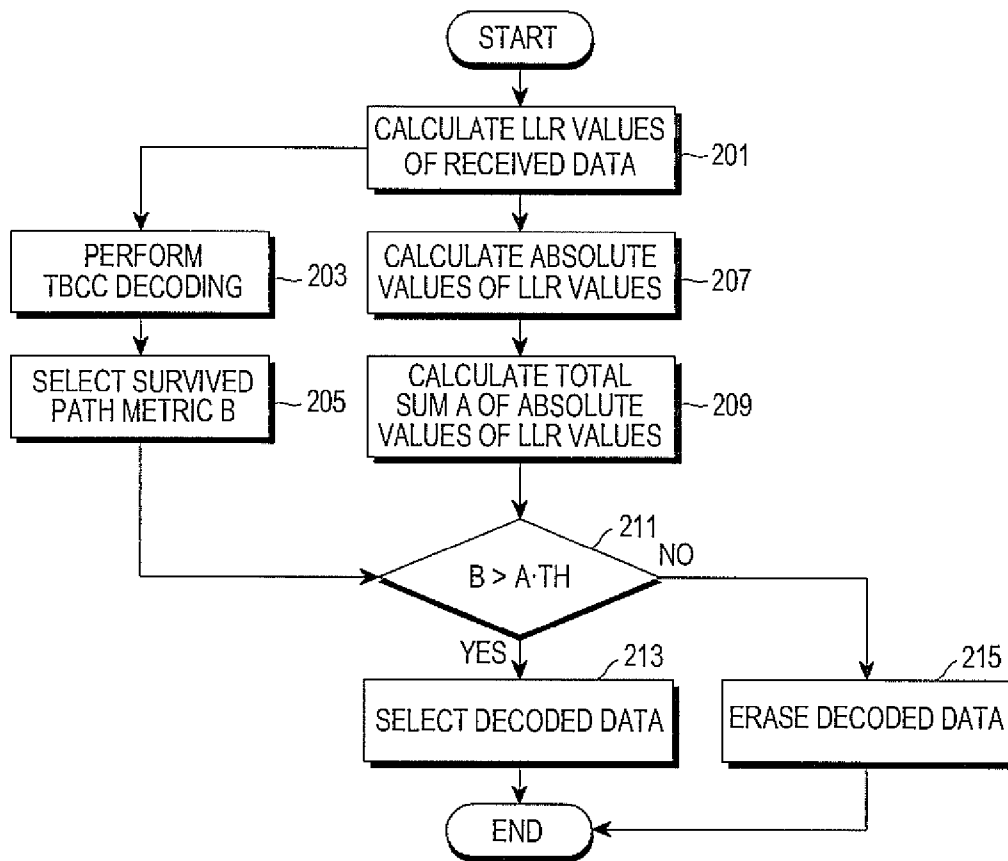 START
CALCULATE LLR VALUES
OF RECEIVED DATA
201
PERFORM
TBCC DECODING
203
CALCULATE ABSOLUTE
VALUES OF LLR VALUES
207
SELECT SURVIVED
PATH METRIC B
205
CALCULATE TOTAL
SUM A OF ABSOLUTE
VALUES OF LLR VALUES
209
211
B > A·TH
NO
YES
213
SELECT DECODED DATA
215
ERASE DECODED DATA
END